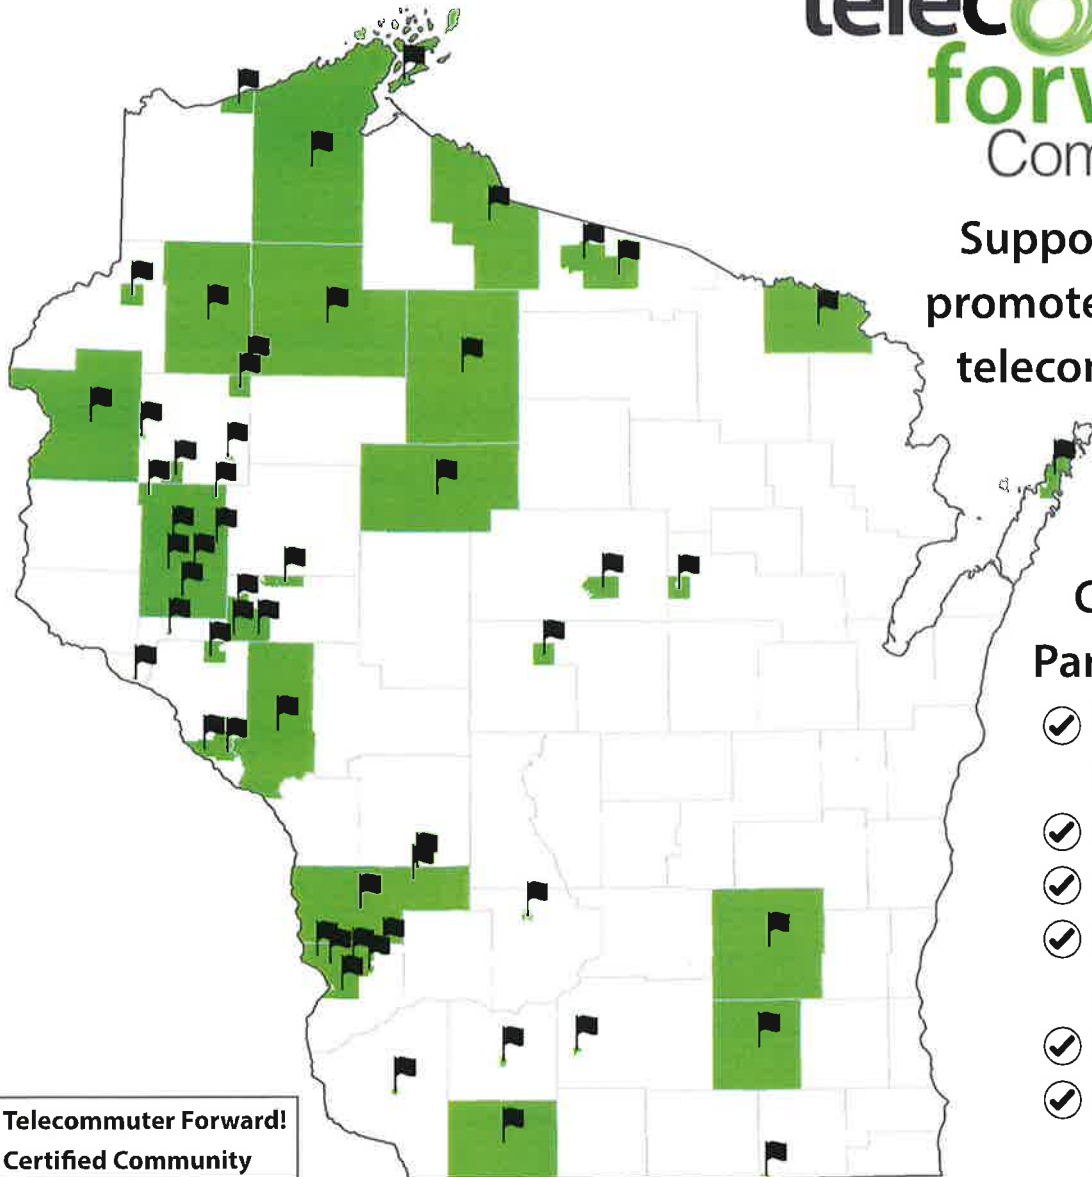 telec
forw
Com
Suppo
promote
telecor
C
Par
Telecommuter Forward!
Certified Community